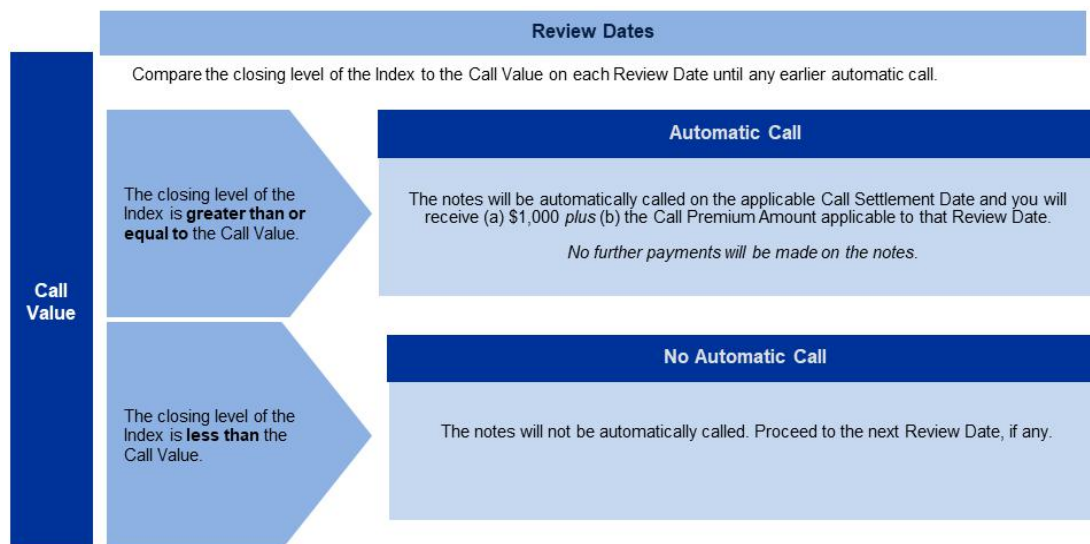 Review Dates
Compare the closing level of the Index to the Call Value on each Review Date until any earlier automatic call.
Call
Value
The closing level of the
Index is greater than or
equal to the Call Value.
Automatic Call
The notes will be automatically called on the applicable Call Settlement Date and you will
receive (a) $1,000 plus (b) the Call Premium Amount applicable to that Review Date.
No further payments will be made on the notes.
The closing level of the
Index is less than the
Call Value.
No Automatic Call
The notes will not be automatically called. Proceed to the next Review Date, if any.